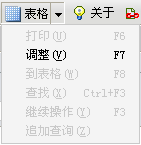 表格 关于
打印(U) F6
调整(V) F7
到表格(W) F8
查找(X) Ctrl+F3
继续操作(Y) F3
追加查询(Z)